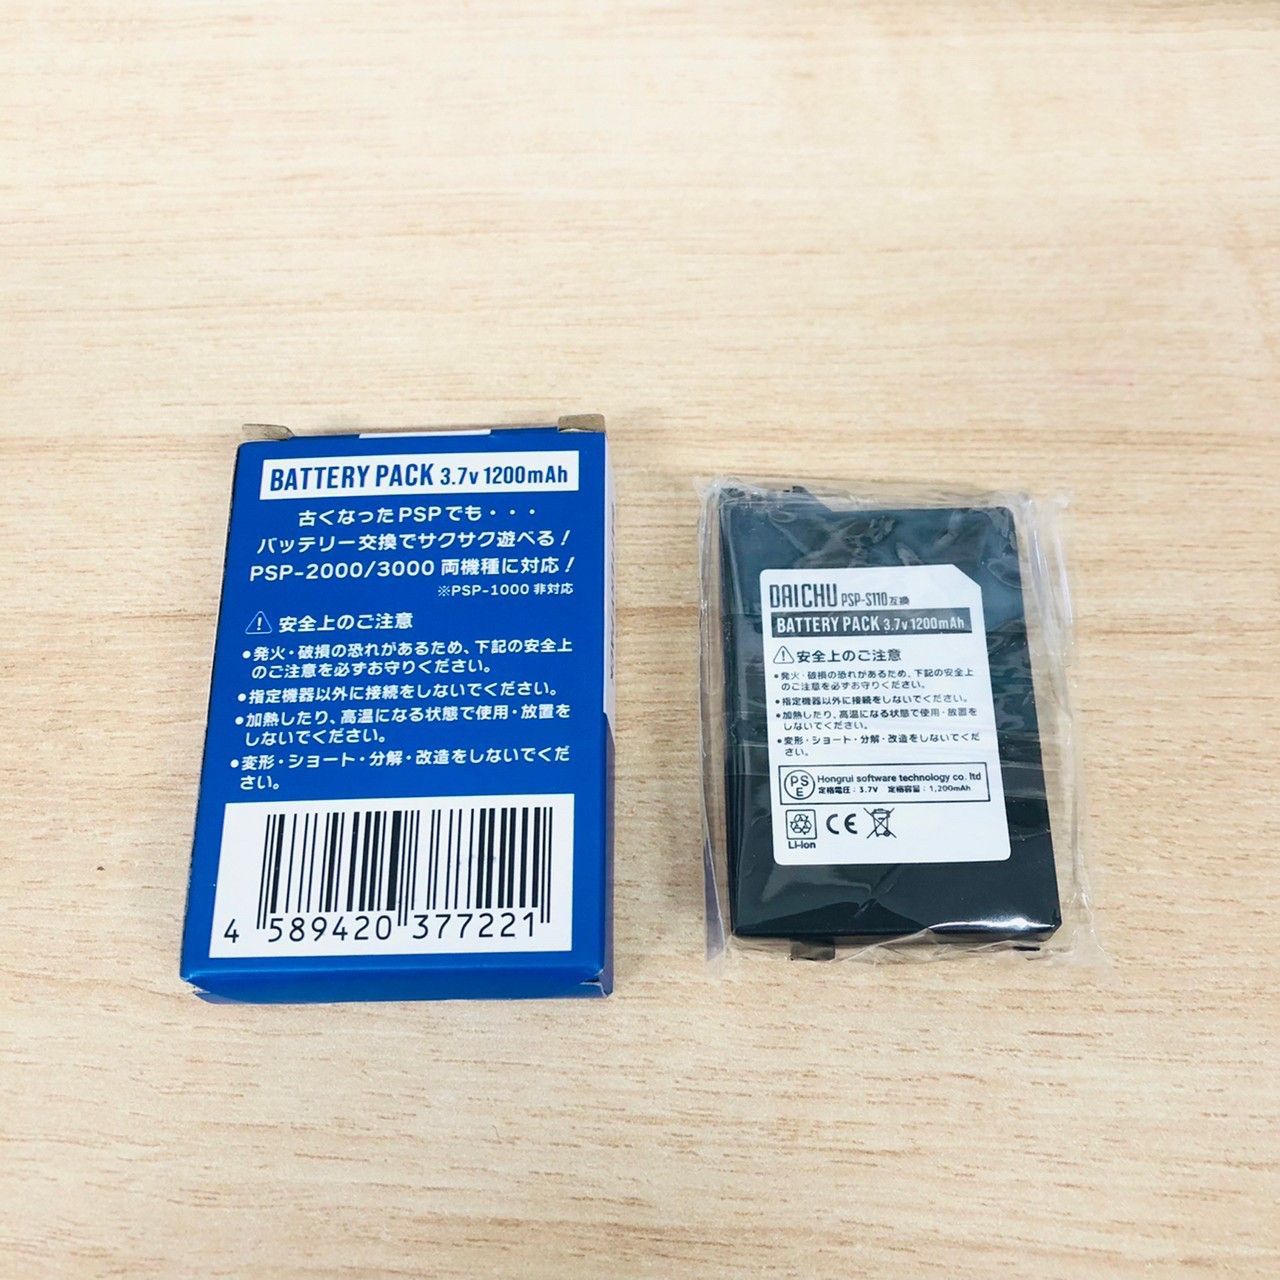 BATTERY PACK 3.7v 1200mAh
古くなったPSPでも・・・
バッテリー交換でサクサク遊べる！
PSP-2000/3000 両機種に対応！
※PSP-1000 非対応
安全上のご注意
●発火・破損の恐れがあるため、下記の安全上
のご注意を必ずお守りください。
●指定機器以外に接続をしないでください。
●加熱したり、高温になる状態で使用・放置を
しないでください。
●変形・ショート・分解・改造をしないでくだ
さい。
4 589420 377221
DAICHU PSP-S110互換
BATTERY PACK 3.7v 1200mAh
安全上のご注意
●発火・破損の恐れがあるため、下記の安全上
のご注意を必ずお守りください。
●指定機器以外に接続をしないでください。
●加熱したり、高温になる状態で使用・放置を
しないでください。
●変形・ショート・分解・改造をしないでくだ
さい。
PS
E
Hongrui software technology co. ltd
定格電圧：3.7V 定格容量：1,200mAh
CE
Li-ion